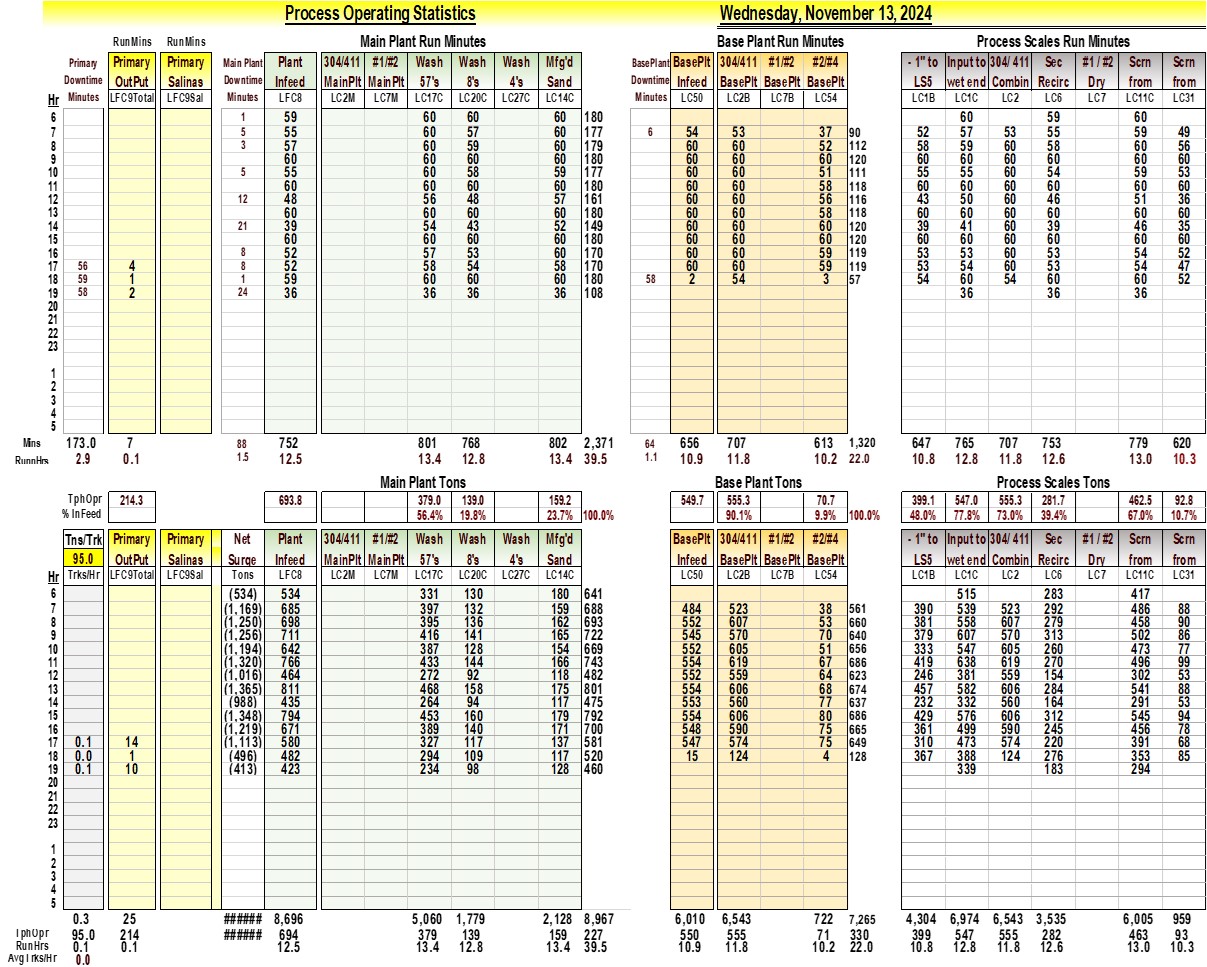 Process Operating Statistics Wednesday, November 13, 2024
RunMins RunMins Main Plant Run Minutes Base Plant Run Minutes Process Scales Run Minutes
Primary Primary Primary Main Plant Plant 304/411 #1/#2 Wash Wash Wash Mfg'd BasePlant BasePlt 304/411 #1/#2 #2/#4 - 1" to Input to 304/ 411 Sec #1 / #2 Scrn Scrn
Downtime OutPut Salinas Downtime Infeed MainPlt MainPlt 57's 8's 4's Sand Downtime Infeed BasePlt BasePlt BasePlt LS5 wet end Combin Recirc Dry from from
Hr Minutes LFC9Total LFC9Sal Minutes LFC8 LC2M LC7M LC17C LC20C LC27C LC14C Minutes LC50 LC2B LC7B LC54 LC1B LC1C LC2 LC6 LC7 LC11C LC31
6 1 59 60 60 60 180 60 59 60
7 5 55 60 57 60 177 6 54 53 37 90 52 57 53 55 59 49
8 3 57 60 59 60 179 60 60 52 112 58 59 60 58 60 56
9 60 60 60 60 180 60 60 60 120 60 60 60 60 60 60
10 5 55 60 58 59 177 60 60 51 111 55 55 60 54 59 53
11 60 60 60 60 180 60 60 58 118 60 60 60 60 60 60
12 12 48 56 48 57 161 60 60 56 116 43 50 60 46 51 36
13 60 60 60 60 180 60 60 58 118 60 60 60 60 60 60
14 21 39 54 43 52 149 60 60 60 120 39 41 60 39 46 35
15 60 60 60 60 180 60 60 60 120 60 60 60 60 60 60
16 8 52 57 53 60 170 60 60 59 119 53 53 60 53 54 52
17 56 4 8 52 58 54 58 170 60 60 59 119 53 54 60 53 54 47
18 59 1 1 59 60 60 60 180 58 2 54 3 57 54 60 54 54 60 52
19 58 2 24 36 36 36 36 108 36 36 36
20
21
22
23
1
2
3
4
5
Mins 173.0 7 88 752 801 768 802 2,371 64 656 707 613 1,320 647 765 707 753 779 620
RunnHrs 2.9 0.1 1.5 12.5 13.4 12.8 13.4 39.5 1.1 10.9 11.8 10.2 22.0 10.8 12.8 11.8 12.6 13.0 10.3
Main Plant Tons Base Plant Tons Process Scales Tons
TphOpr 214.3 693.8 379.0 139.0 159.2 549.7 555.3 70.7 399.1 547.0 555.3 281.7 462.5 92.8
% InFeed 56.4% 19.8% 23.7% 100.0% 90.1% 9.9% 100.0% 48.0% 77.8% 73.0% 39.4% 67.0% 10.7%
Tns/Trk Primary Primary Net Plant 304/411 #1/#2 Wash Wash Wash Mfg'd BasePlt 304/411 #1/#2 #2/#4 - 1" to Input to 304/ 411 Sec #1 / #2 Scrn Scrn
95.0 OutPut Salinas Surge Infeed MainPlt MainPlt 57's 8's 4's Sand Infeed BasePlt BasePlt BasePlt LS5 wet end Combin Recirc Dry from from
Hr Trks/Hr LFC9Total LFC9Sal Tons LFC8 LC2M LC7M LC17C LC20C LC27C LC14C LC50 LC2B LC7B LC54 LC1B LC1C LC2 LC6 LC7 LC11C LC31
6 (534) 534 331 130 180 641 515 283 417
7 (1,169) 685 397 132 159 688 484 523 38 561 390 539 523 292 486 88
8 (1,250) 698 395 136 162 693 552 607 53 660 381 558 607 279 458 90
9 (1,256) 711 416 141 165 722 545 570 70 640 379 607 570 313 502 86
10 (1,194) 642 387 128 154 669 552 605 51 656 333 547 605 260 473 77
11 (1,320) 766 433 144 166 743 554 619 67 686 419 638 619 270 496 99
12 (1,016) 464 272 92 118 482 552 559 64 623 246 381 559 154 302 53
13 (1,365) 811 468 158 175 801 554 606 68 674 457 582 606 284 541 88
14 (988) 435 264 94 117 475 553 560 77 637 232 332 560 164 291 53
15 (1,348) 794 453 160 179 792 554 606 80 686 429 576 606 312 545 94
16 (1,219) 671 389 140 171 700 548 590 75 665 361 499 590 245 456 78
17 0.1 14 (1,113) 580 327 117 137 581 547 574 75 649 310 473 574 220 391 68
18 0.0 1 (496) 482 294 109 117 520 15 124 4 128 367 388 124 276 353 85
19 0.1 10 (413) 423 234 98 128 460 339 183 294
20
21
22
23
1
2
3
4
5
0.3 25 ###### 8,696 5,060 1,779 2,128 8,967 6,010 6,543 722 7,265 4,304 6,974 6,543 3,535 6,005 959
TphOpr 95.0 214 ###### 694 379 139 159 227 550 555 71 330 399 547 555 282 463 93
RunHrs 0.1 0.1 12.5 13.4 12.8 13.4 39.5 10.9 11.8 10.2 22.0 10.8 12.8 11.8 12.6 13.0 10.3
AvgTrks/Hr 0.0